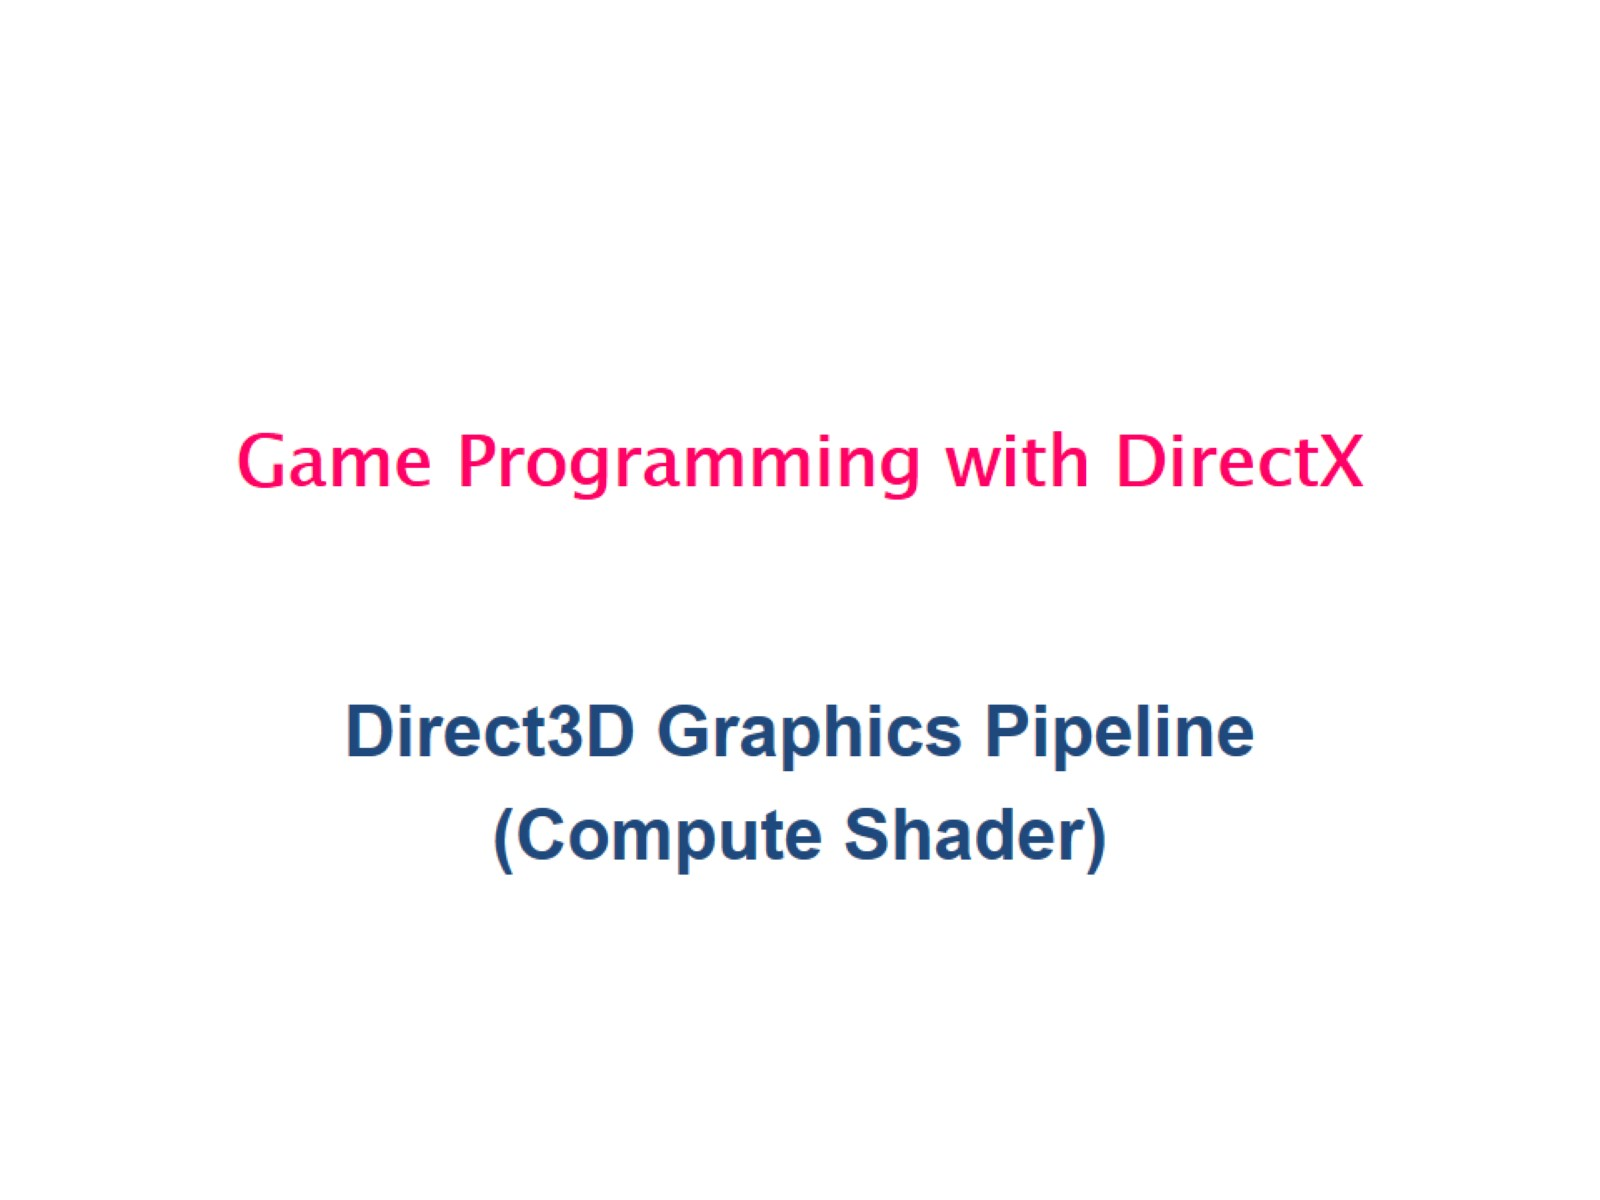 Game Programming with DirectX
Direct3D Graphics Pipeline
(Compute Shader)